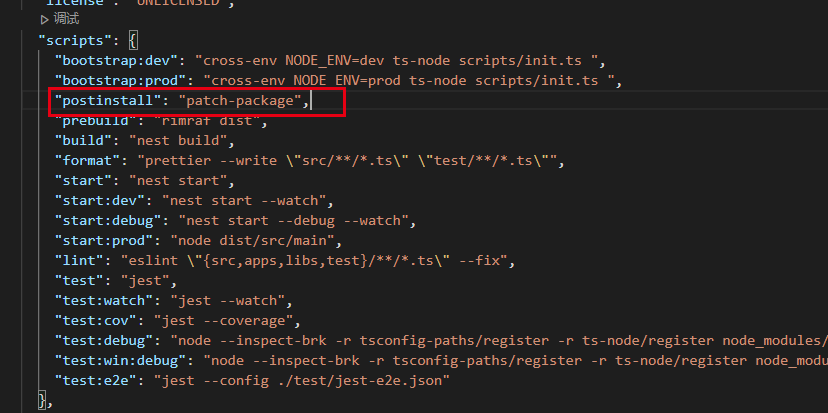 license": "UNLICENSED",
调试
"scripts": {
"bootstrap:dev": "cross-env NODE_ENV=dev ts-node scripts/init.ts ",
"bootstrap:prod": "cross-env NODE_ENV=prod ts-node scripts/init.ts ",
"postinstall": "patch-package",
"prebuild": "rimraf dist",
"build": "nest build",
"format": "prettier --write \"src/**/*.ts\" \"test/**/*.ts\"",
"start": "nest start",
"start:dev": "nest start --watch",
"start:debug": "nest start --debug --watch",
"start:prod": "node dist/src/main",
"lint": "eslint \"{src,apps,libs,test}/**/*.ts\" --fix",
"test": "jest",
"test:watch": "jest --watch",
"test:cov": "jest --coverage",
"test:debug": "node --inspect-brk -r tsconfig-paths/register -r ts-node/register node_modules/
"test:win:debug": "node --inspect-brk -r tsconfig-paths/register -r ts-node/register node_modu
"test:e2e": "jest --config ./test/jest-e2e.json"
},